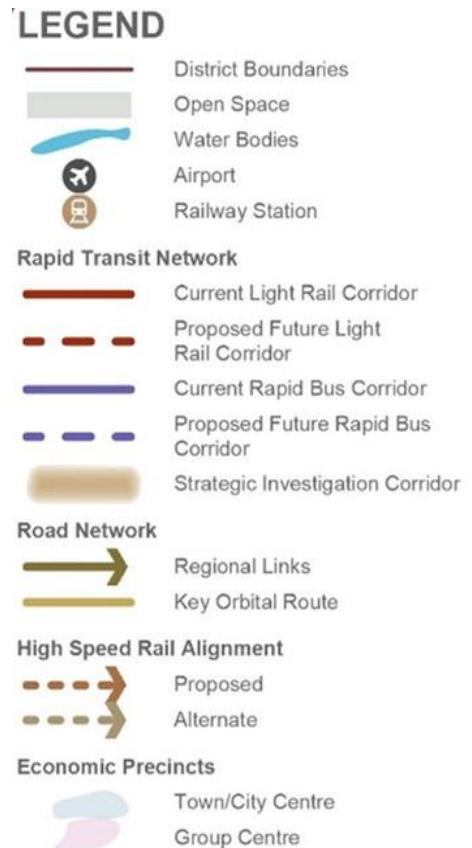 LEGEND
District Boundaries
Open Space
Water Bodies
Airport
Railway Station
Rapid Transit Network
Current Light Rail Corridor
Proposed Future Light
Rail Corridor
Current Rapid Bus Corridor
Proposed Future Rapid Bus
Corridor
Strategic Investigation Corridor
Road Network
Regional Links
Key Orbital Route
High Speed Rail Alignment
Proposed
Alternate
Economic Precincts
Town/City Centre
Group Centre